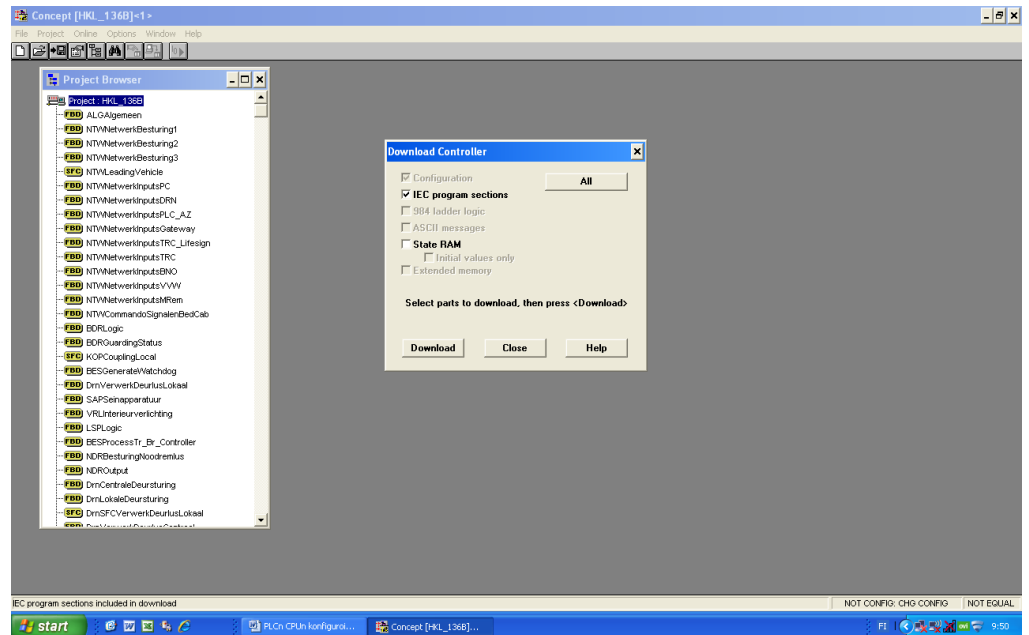 Concept [HKL_136B]<1>
File Project Online Options Window Help
Project Browser
Project : HKL_136B
FBD ALGAlgemeen
FBD NTWNetwerkBesturing1
FBD NTWNetwerkBesturing2
FBD NTWNetwerkBesturing3
SFC NTWLeadingVehicle
FBD NTWNetwerkInputsPC
FBD NTWNetwerkInputsDRN
FBD NTWNetwerkInputsPLC_AZ
FBD NTWNetwerkInputsGateway
FBD NTWNetwerkInputsTRC_Lifesign
FBD NTWNetwerkInputsTRC
FBD NTWNetwerkInputsBNO
FBD NTWNetwerkInputsVVW
FBD NTWNetwerkInputsMRem
FBD NTWCommandoSignalenBedCab
FBD BDRLogic
FBD BDRGuardingStatus
SFC KOPCouplingLocal
FBD BESGenerateWatchdog
FBD DrnVerwerkDeurlusLokaal
FBD SAPSeinapparatuur
FBD VRLInterieurverlichting
FBD LSPLogic
FBD BESProcessTr_Br_Controller
FBD NDRBesturingNoodremlus
FBD NDROutput
FBD DrnCentraleDeursturing
FBD DrnLokaleDeursturing
SFC DrnSFCVerwerkDeurlusLokaal
Download Controller
Configuration
All
IEC program sections
984 ladder logic
ASCII messages
State RAM
Initial values only
Extended memory
Select parts to download, then press <Download>
Download Close Help
IEC program sections included in download
NOT CONFIG: CHG CONFIG NOT EQUAL
start
PLCn CPUn konfiguroi...
Concept [HKL_136B]...
FI
9:50